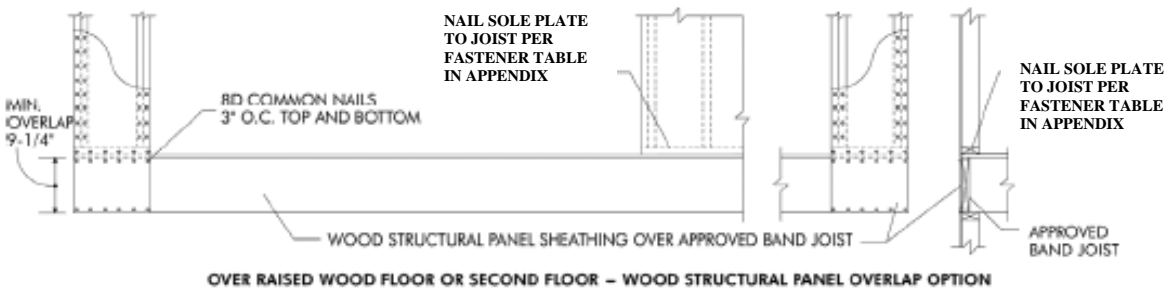 NAIL SOLE PLATE
TO JOIST PER
FASTENER TABLE
IN APPENDIX
NAIL SOLE PLATE
TO JOIST PER
FASTENER TABLE
IN APPENDIX
MIN.
OVERLAP
9-1/4"
8D COMMON NAILS
3" O.C. TOP AND BOTTOM
WOOD STRUCTURAL PANEL SHEATHING OVER APPROVED BAND JOIST
APPROVED
BAND JOIST
OVER RAISED WOOD FLOOR OR SECOND FLOOR – WOOD STRUCTURAL PANEL OVERLAP OPTION